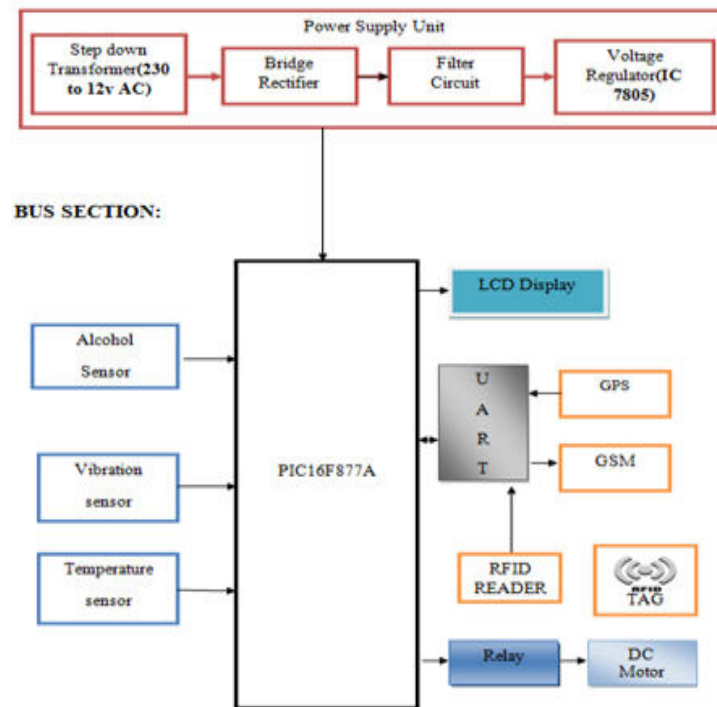 Power Supply Unit
Step down
Transformer(230
to 12v AC)
Bridge
Rectifier
Filter
Circuit
Voltage
Regulator(IC
7805)
BUS SECTION:
LCD Display
Alcohol
Sensor
U
A
R
T
GPS
GSM
Vibration
sensor
PIC16F877A
Temperature
sensor
RFID
READER
RFID
TAG
Relay
DC
Motor